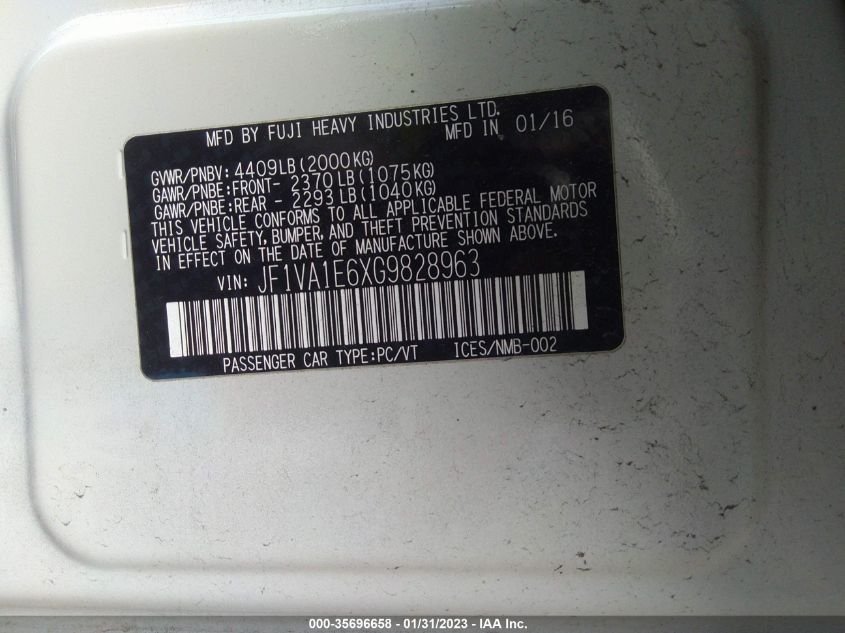 MFD BY FUJI HEAVY INDUSTRIES LTD.
MFD IN 01/16
GVWR/PNBV: 4409LB(2000KG)
GAWR/PNBE:FRONT- 2370LB(1075KG)
GAWR/PNBE:REAR - 2293LB(1040KG)
THIS VEHICLE CONFORMS TO ALL APPLICABLE FEDERAL MOTOR
VEHICLE SAFETY, BUMPER, AND THEFT PREVENTION STANDARDS
IN EFFECT ON THE DATE OF MANUFACTURE SHOWN ABOVE.
VIN: JF1VA1E6XG9828963
PASSENGER CAR TYPE:PC/VT ICES/NMB-002
000-35696658 - 01/31/2023 - IAA Inc.